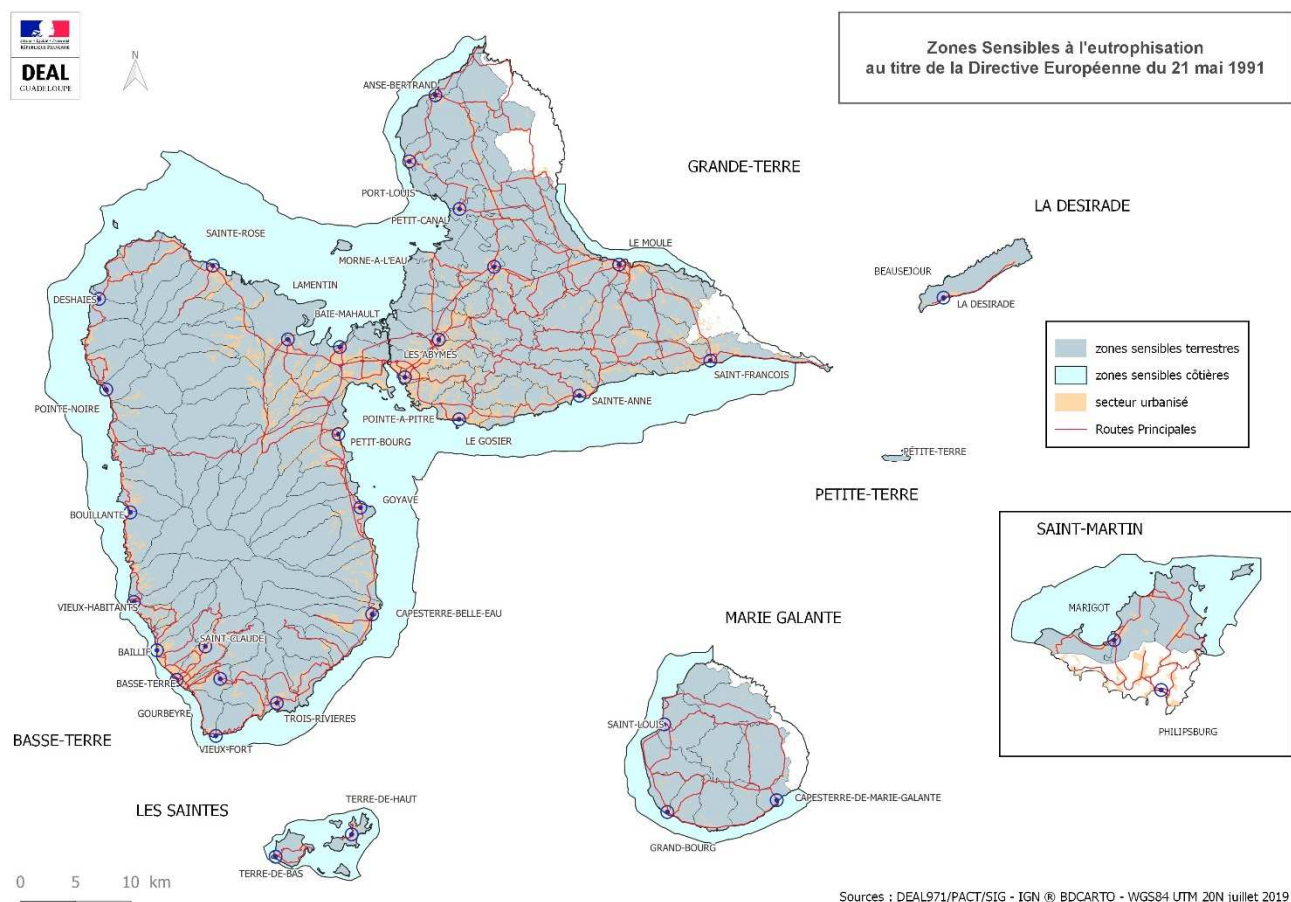 RÉPUBLIQUE FRANÇAISE
DEAL
GUADELOUPE
N
Zones Sensibles à l'eutrophisation
au titre de la Directive Européenne du 21 mai 1991
ANSE-BERTRAND
GRANDE-TERRE
PORT-LOUIS
PETIT-CANAL
LA DESIRADE
SAINTE-ROSE
LE MOULE
MORNE-A-L'EAU
BEAUSEJOUR
LAMENTIN
DESHAIES
LA DESIRADE
BAIE-MAHAULT
LES ABYMES
zones sensibles terrestres
zones sensibles côtières
secteur urbanisé
Routes Principales
SAINT-FRANCOIS
SAINTE-ANNE
POINTE-NOIRE
POINTE-A-PITRE
LE GOSIER
PETIT-BOURG
PÉTITE-TERRE
PETITE-TERRE
GOYAVE
BOUILLANTE
SAINT-MARTIN
VIEUX-HABITANTS
CAPESTERRE-BELLE-EAU
MARIGOT
MARIE GALANTE
SAINT-CLAUDE
BAILLIF
BASSE-TERRE
GOURBEYRE
TROIS-RIVIERES
SAINT-LOUIS
PHILIPSBURG
BASSE-TERRE
VIEUX-FORT
LES SAINTES
TERRE-DE-HAUT
CAPESTERRE-DE-MARIE-GALANTE
GRAND-BOURG
TERRE-DE-BAS
0 5 10 km
Sources : DEAL971/PACT/SIG - IGN ® BDCARTO - WGS84 UTM 20N juillet 2019